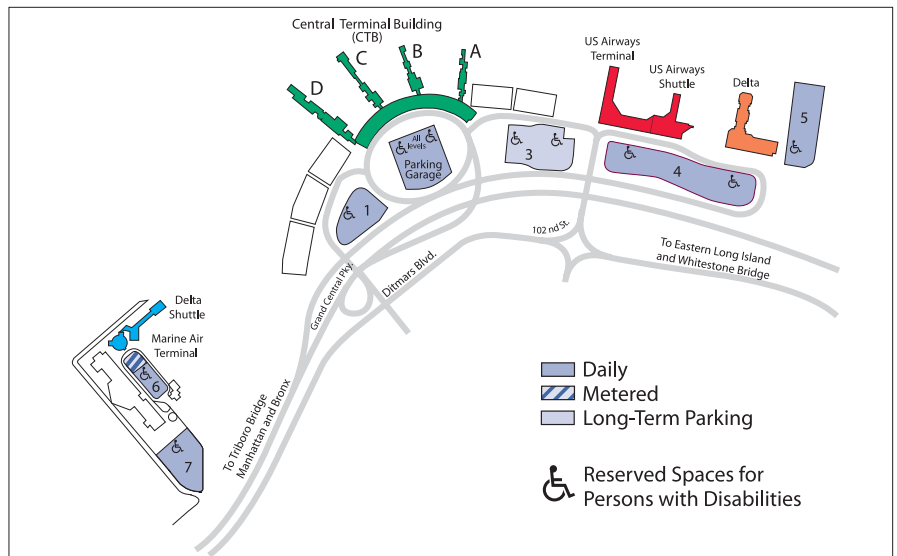 Central Terminal Building
(CTB)
A
B
C
D
US Airways
Terminal
US Airways
Shuttle
Delta
5
All
levels
Parking
Garage
3
4
1
102 nd St.
To Eastern Long Island
and Whitestone Bridge
Grand Central Pky.
Ditmars Blvd.
Delta
Shuttle
Marine Air
Terminal
6
7
To Triboro Bridge
Manhattan and Bronx
Daily
Metered
Long-Term Parking
Reserved Spaces for
Persons with Disabilities